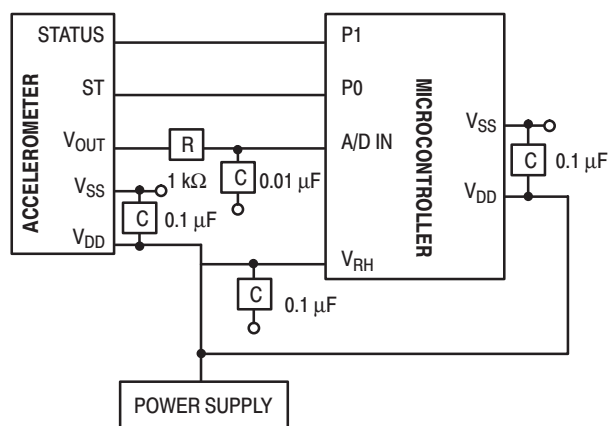 STATUS
ST
VOUT
VSS
VDD
ACCELEROMETER
R
1 kΩ
C
0.01 µF
C
0.1 µF
P1
P0
A/D IN
VRH
MICROCONTROLLER
VSS
VDD
C
0.1 µF
C
0.1 µF
POWER SUPPLY